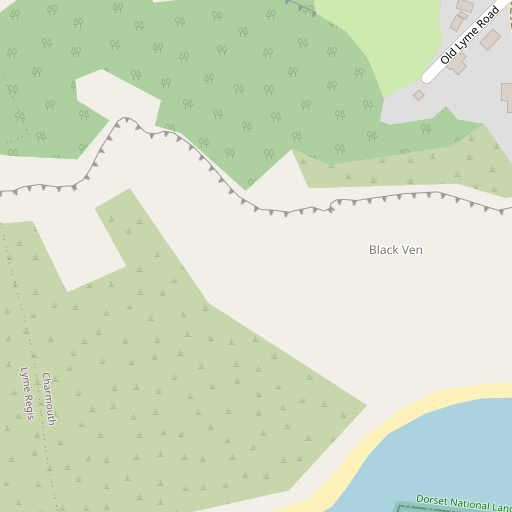 Old Lyme Road
Black Ven
Charmouth
Lyme Regis
Dorset National Land